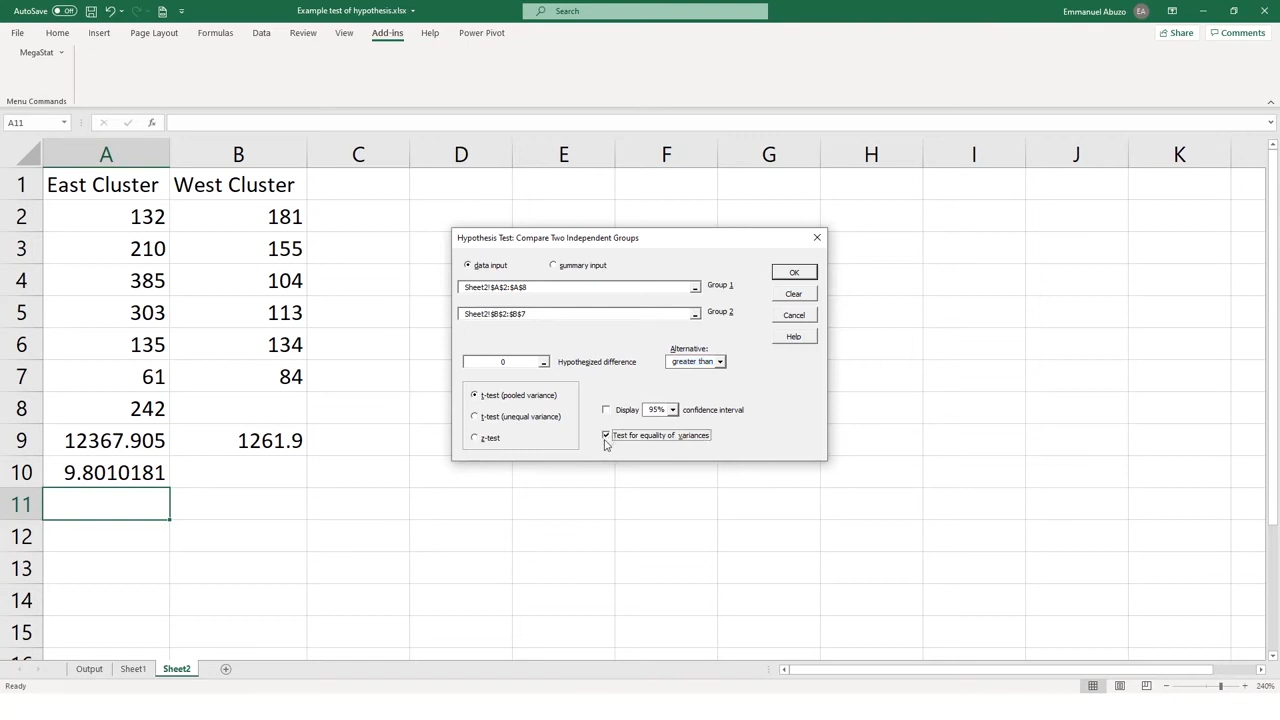 AutoSave Off Example test of hypothesis.xlsx Search Emmanuel Abuzo EA
File Home Insert Page Layout Formulas Data Review View Add-ins Help Power Pivot Share Comments
MegaStat
Menu Commands
A11 fx
A B C D E F G H I J K
1 East Cluster West Cluster
2 132 181
3 210 155
4 385 104
5 303 113
6 135 134
7 61 84
8 242
9 12367.905 1261.9
10 9.8010181
11
12
13
14
15
Hypothesis Test: Compare Two Independent Groups
data input summary input OK
Sheet2!$A$2:$A$8 Group 1
Clear
Sheet2!$B$2:$B$7 Group 2
Cancel
Help
Alternative:
0 Hypothesized difference greater than
t-test (pooled variance)
Display 95% confidence interval
t-test (unequal variance)
Test for equality of variances
z-test
Output Sheet1 Sheet2
Ready 240%